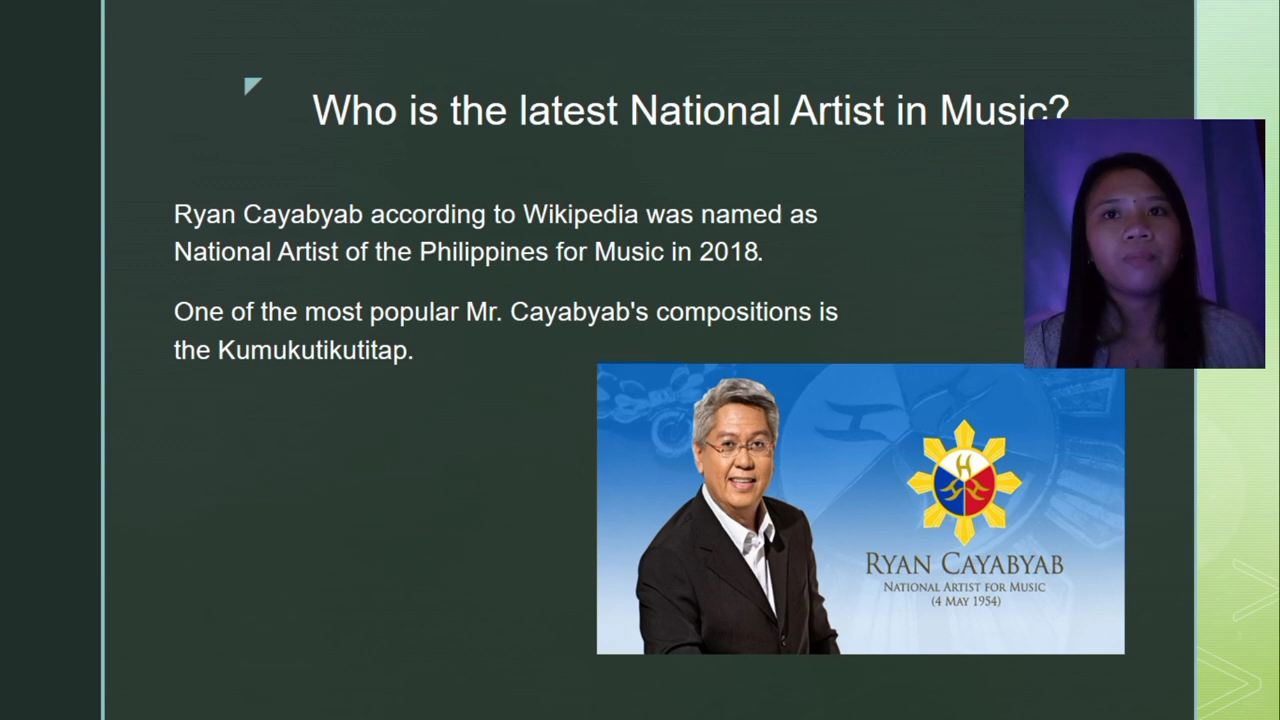 Who is the latest National Artist in Music?
Ryan Cayabyab according to Wikipedia was named as
National Artist of the Philippines for Music in 2018.
One of the most popular Mr. Cayabyab's compositions is
the Kumukutikutitap.
RYAN CAYABYAB
NATIONAL ARTIST FOR MUSIC
(4 MAY 1954)